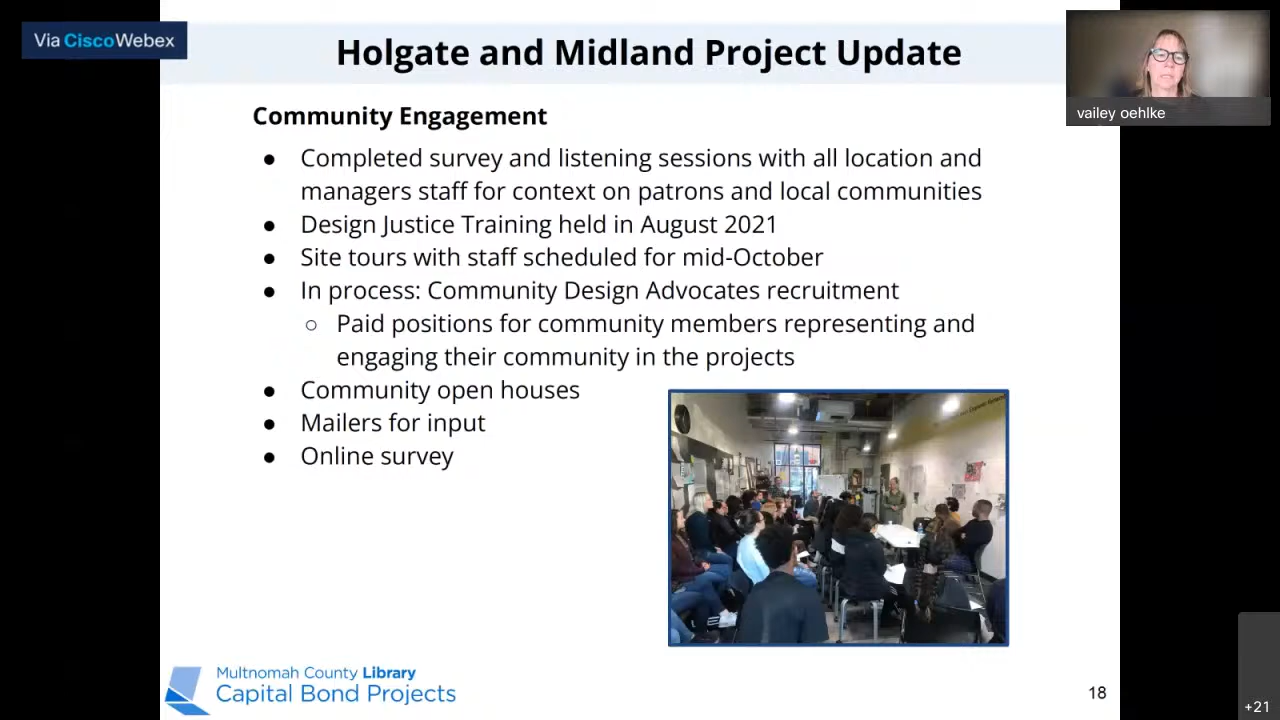 Via CiscoWebex
Holgate and Midland Project Update
vailey oehlke
Community Engagement
● Completed survey and listening sessions with all location and
managers staff for context on patrons and local communities
● Design Justice Training held in August 2021
● Site tours with staff scheduled for mid-October
● In process: Community Design Advocates recruitment
○ Paid positions for community members representing and
engaging their community in the projects
● Community open houses
● Mailers for input
● Online survey
Multnomah County Library
Capital Bond Projects
18
+21